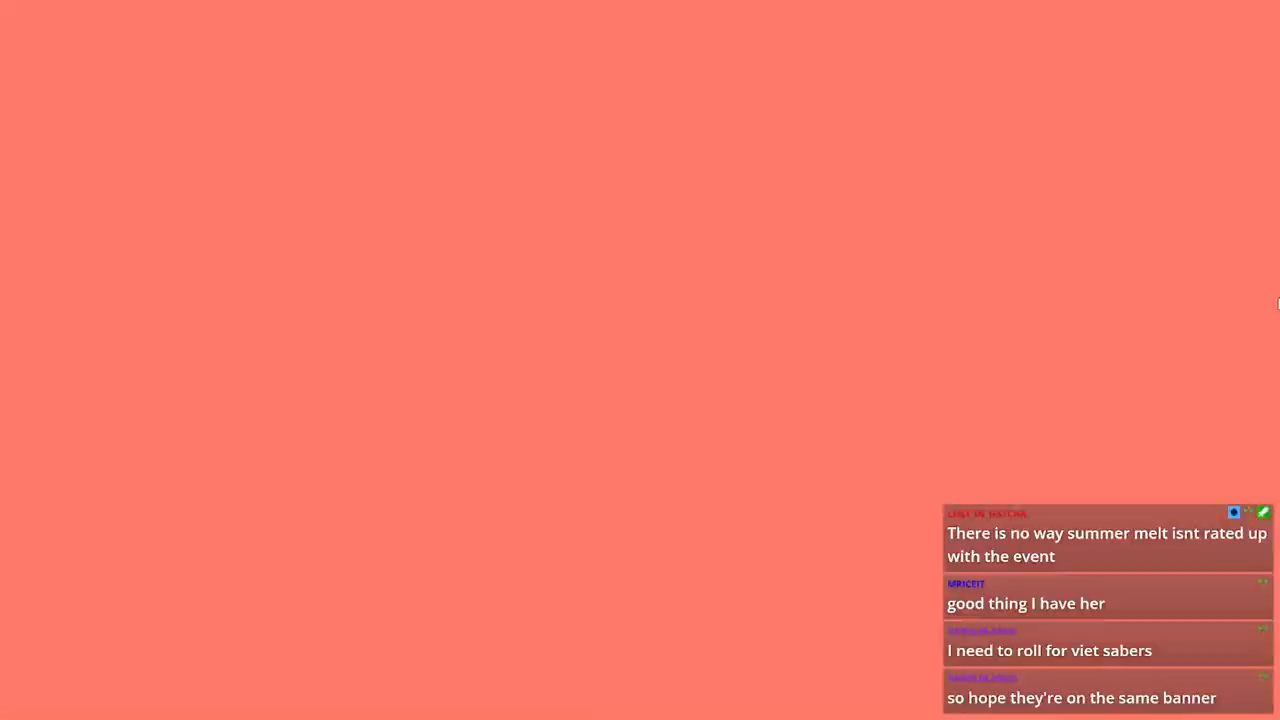 There is no way summer melt isnt rated up
with the event
MRICEIT
good thing I have her
I need to roll for viet sabers
so hope they're on the same banner